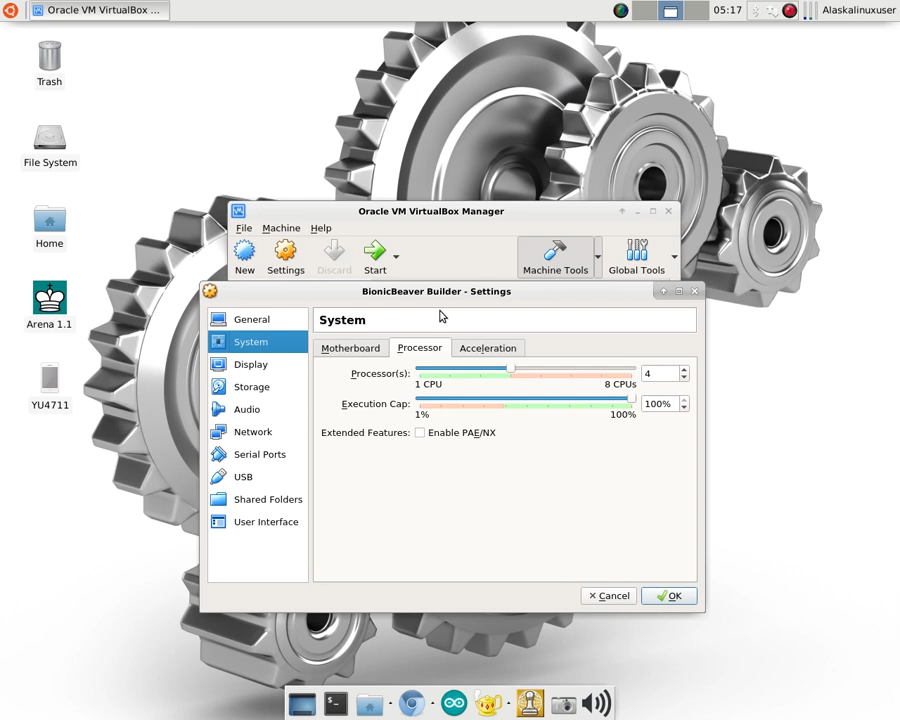 Oracle VM VirtualBox ...
05:17
Alaskalinuxuser
Trash
File System
Home
Arena 1.1
YU4711
Oracle VM VirtualBox Manager
File Machine Help
New Settings Discard Start Machine Tools Global Tools
BionicBeaver Builder - Settings
General
System
Display
Storage
Audio
Network
Serial Ports
USB
Shared Folders
User Interface
System
Motherboard Processor Acceleration
Processor(s): 4
1 CPU 8 CPUs
Execution Cap: 100%
1% 100%
Extended Features: Enable PAE/NX
Cancel OK